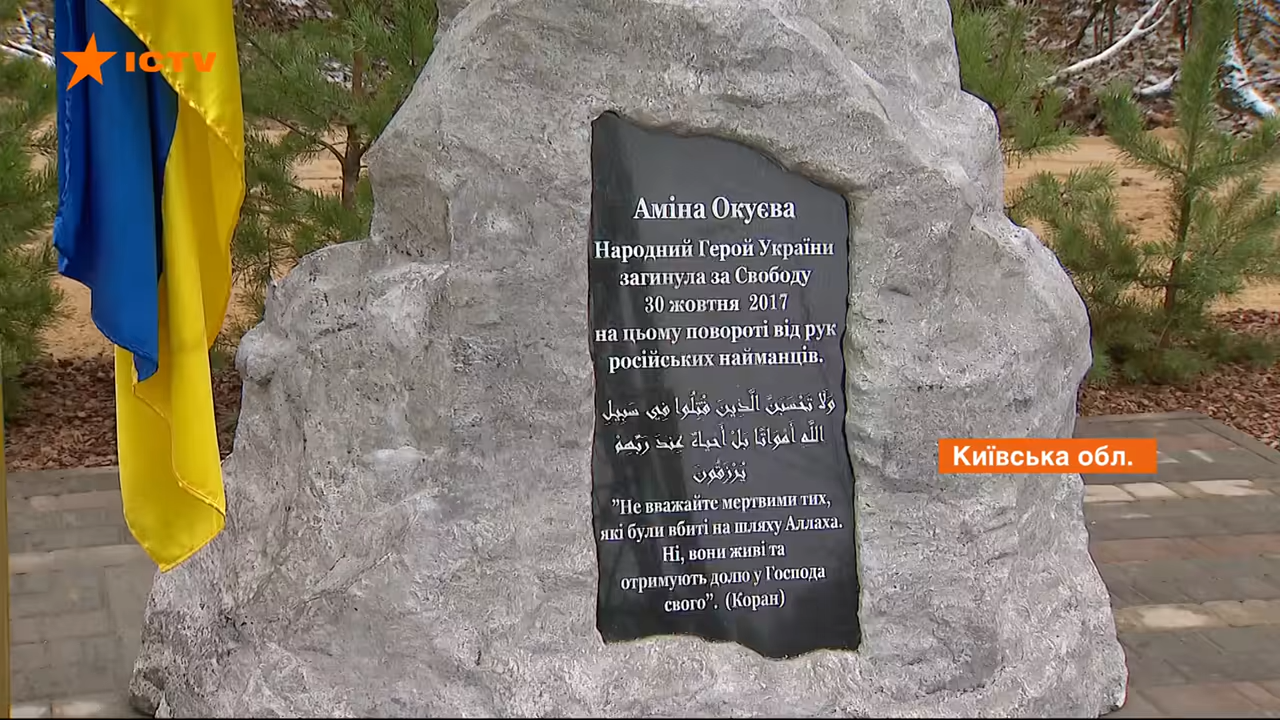 ICTV
Аміна Окуєва
Народний Герой України
загинула за Свободу
30 жовтня 2017
на цьому повороті від рук
російських найманців.
وَلَا تَحْسَبَنَّ الَّذِينَ قُتِلُوا فِي سَبِيلِ
اللَّهِ أَمْوَاتًا بَلْ أَحْيَاءٌ عِندَ رَبِّهِمْ
يُرْزَقُونَ
"Не вважайте мертвими тих,
які були вбиті на шляху Аллаха.
Ні, вони живі та
отримують долю у Господа
свого". (Коран)
Київська обл.